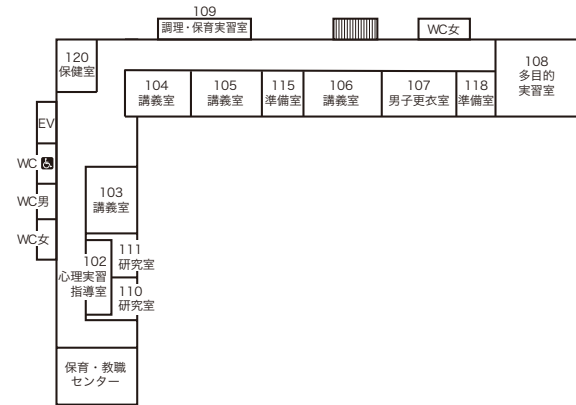 109
調理・保育実習室
WC女
120
保健室
104
講義室
105
講義室
115
準備室
106
講義室
107
男子更衣室
118
準備室
108
多目的
実習室
EV
WC
WC男
WC女
103
講義室
102
心理実習
指導室
111
研究室
110
研究室
保育・教職
センター